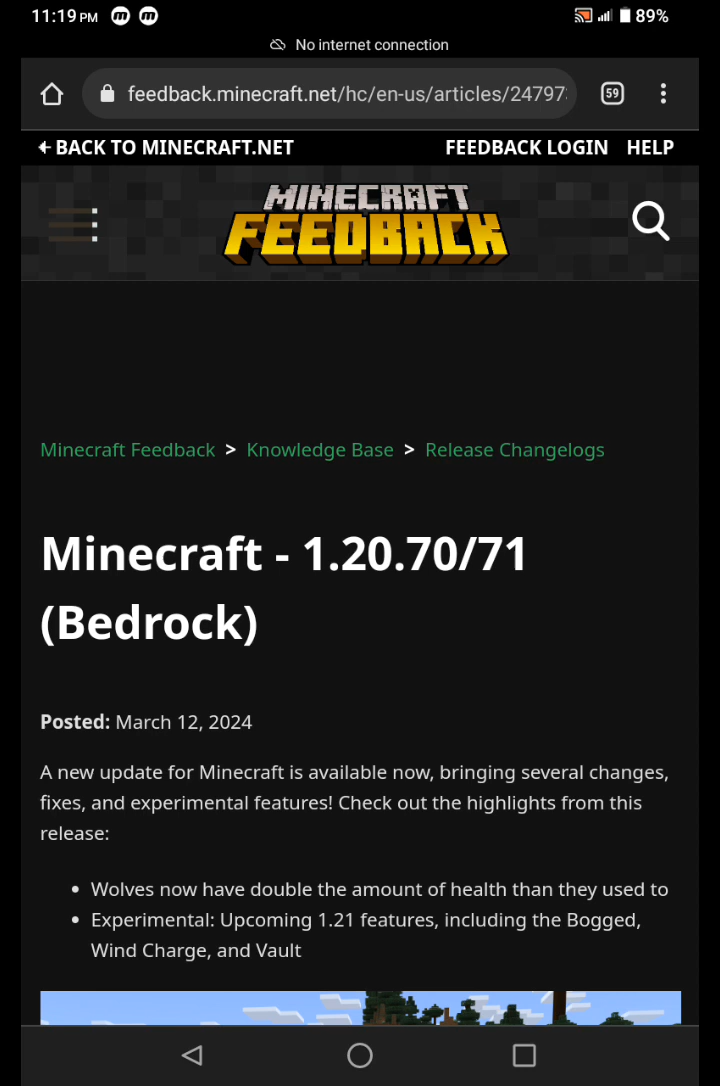 11:19 PM 89%
No internet connection
feedback.minecraft.net/hc/en-us/articles/24797 59
BACK TO MINECRAFT.NET FEEDBACK LOGIN HELP
MINECRAFT
FEEDBACK
Minecraft Feedback > Knowledge Base > Release Changelogs
Minecraft - 1.20.70/71
(Bedrock)
Posted: March 12, 2024
A new update for Minecraft is available now, bringing several changes,
fixes, and experimental features! Check out the highlights from this
release:
• Wolves now have double the amount of health than they used to
• Experimental: Upcoming 1.21 features, including the Bogged,
Wind Charge, and Vault